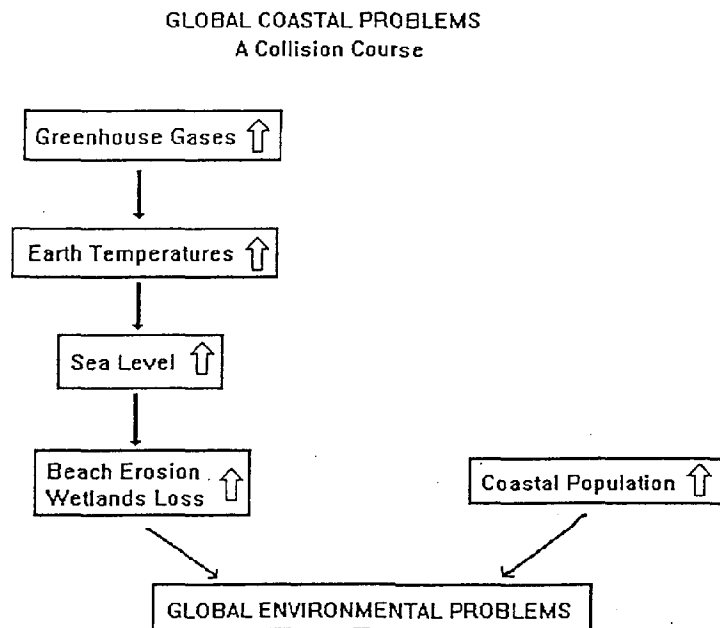 GLOBAL COASTAL PROBLEMS
A Collision Course
Greenhouse Gases
Earth Temperatures
Sea Level
Beach Erosion
Wetlands Loss
Coastal Population
GLOBAL ENVIRONMENTAL PROBLEMS